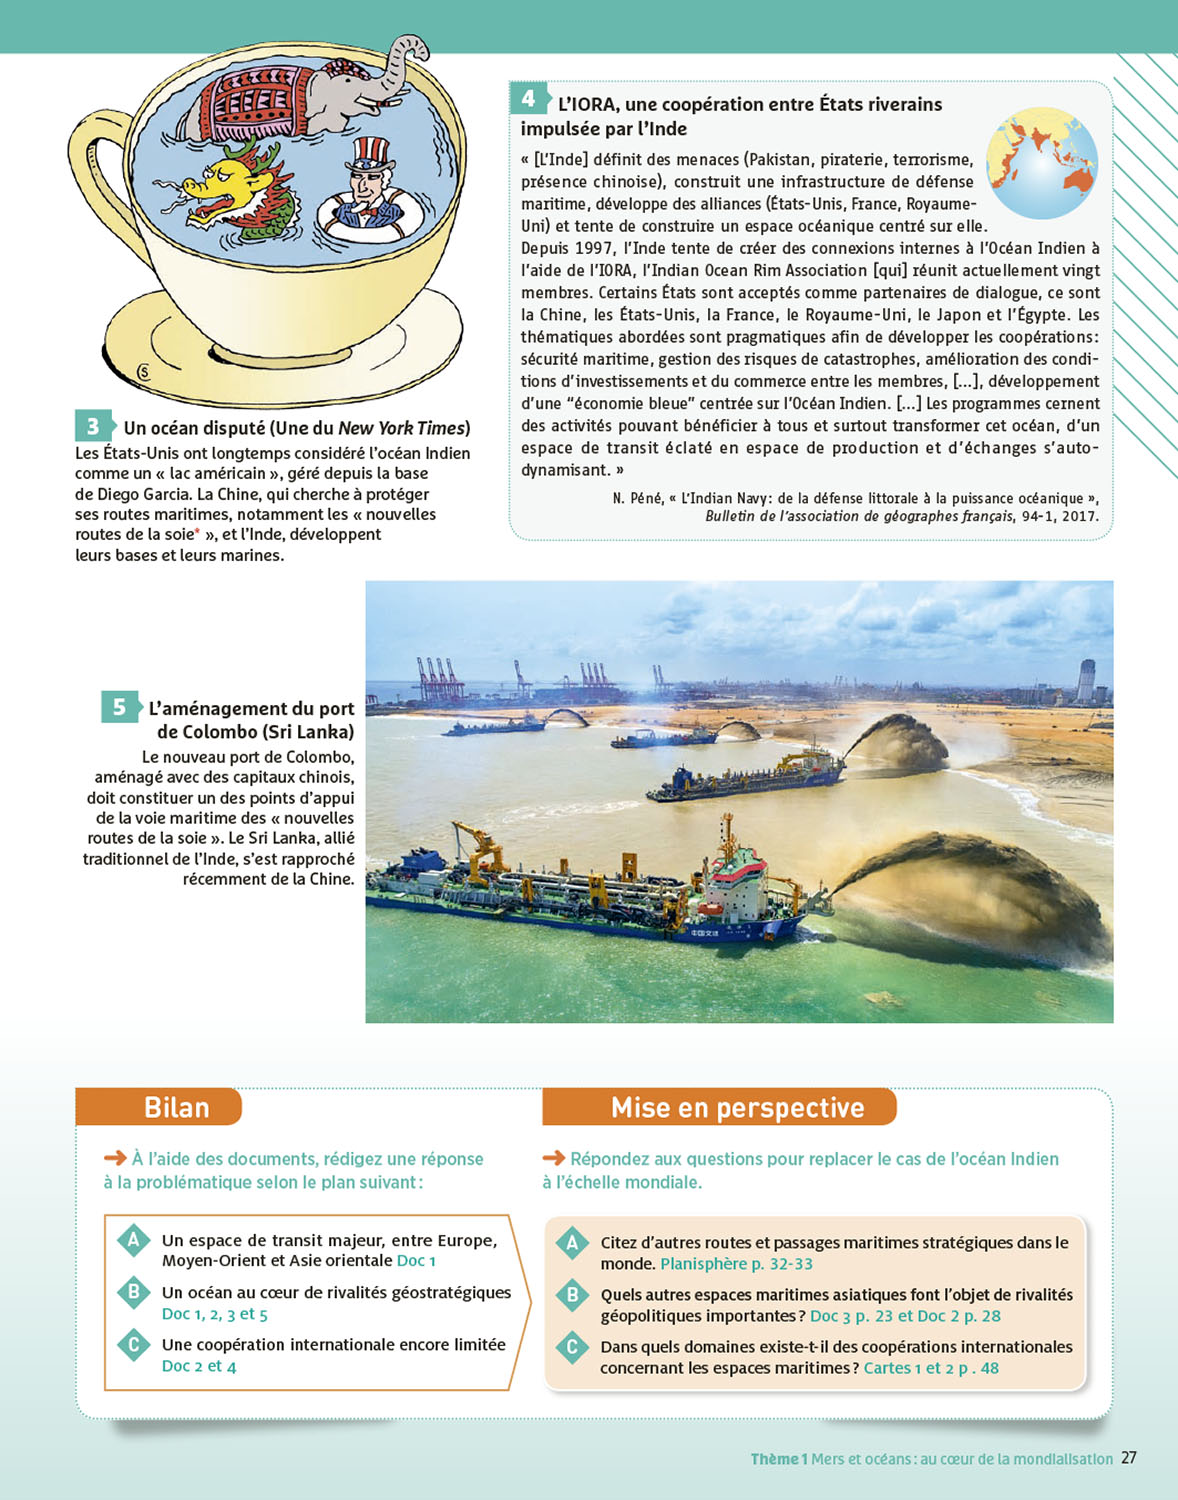 3 Un océan disputé (Une du New York Times)
Les États-Unis ont longtemps considéré l'océan Indien
comme un « lac américain », géré depuis la base
de Diego Garcia. La Chine, qui cherche à protéger
ses routes maritimes, notamment les « nouvelles
routes de la soie* », et l'Inde, développent
leurs bases et leurs marines.
4 L'IORA, une coopération entre États riverains
impulsée par l'Inde
« [L'Inde] définit des menaces (Pakistan, piraterie, terrorisme,
présence chinoise), construit une infrastructure de défense
maritime, développe des alliances (États-Unis, France, Royaume-
Uni) et tente de construire un espace océanique centré sur elle.
Depuis 1997, l'Inde tente de créer des connexions internes à l'Océan Indien à
l'aide de l'IORA, l'Indian Ocean Rim Association [qui] réunit actuellement vingt
membres. Certains États sont acceptés comme partenaires de dialogue, ce sont
la Chine, les États-Unis, la France, le Royaume-Uni, le Japon et l'Égypte. Les
thématiques abordées sont pragmatiques afin de développer les coopérations :
sécurité maritime, gestion des risques de catastrophes, amélioration des condi-
tions d'investissements et du commerce entre les membres, [...], développement
d'une “économie bleue” centrée sur l'Océan Indien. [...] Les programmes cernent
des activités pouvant bénéficier à tous et surtout transformer cet océan, d'un
espace de transit éclaté en espace de production et d'échanges s'auto-
dynamisant. »
N. Péné, « L'Indian Navy : de la défense littorale à la puissance océanique »,
Bulletin de l'association de géographes français, 94-1, 2017.
5 L'aménagement du port
de Colombo (Sri Lanka)
Le nouveau port de Colombo,
aménagé avec des capitaux chinois,
doit constituer un des points d'appui
de la voie maritime des « nouvelles
routes de la soie ». Le Sri Lanka, allié
traditionnel de l'Inde, s'est rapproché
récemment de la Chine.
Bilan
➜ À l'aide des documents, rédigez une réponse
à la problématique selon le plan suivant :
A Un espace de transit majeur, entre Europe,
Moyen-Orient et Asie orientale Doc 1
B Un océan au cœur de rivalités géostratégiques
Doc 1, 2, 3 et 5
C Une coopération internationale encore limitée
Doc 2 et 4
Mise en perspective
➜ Répondez aux questions pour replacer le cas de l'océan Indien
à l'échelle mondiale.
A Citez d'autres routes et passages maritimes stratégiques dans le
monde. Planisphère p. 32-33
B Quels autres espaces maritimes asiatiques font l'objet de rivalités
géopolitiques importantes ? Doc 3 p. 23 et Doc 2 p. 28
C Dans quels domaines existe-t-il des coopérations internationales
concernant les espaces maritimes ? Cartes 1 et 2 p . 48
Thème 1 Mers et océans : au cœur de la mondialisation 27